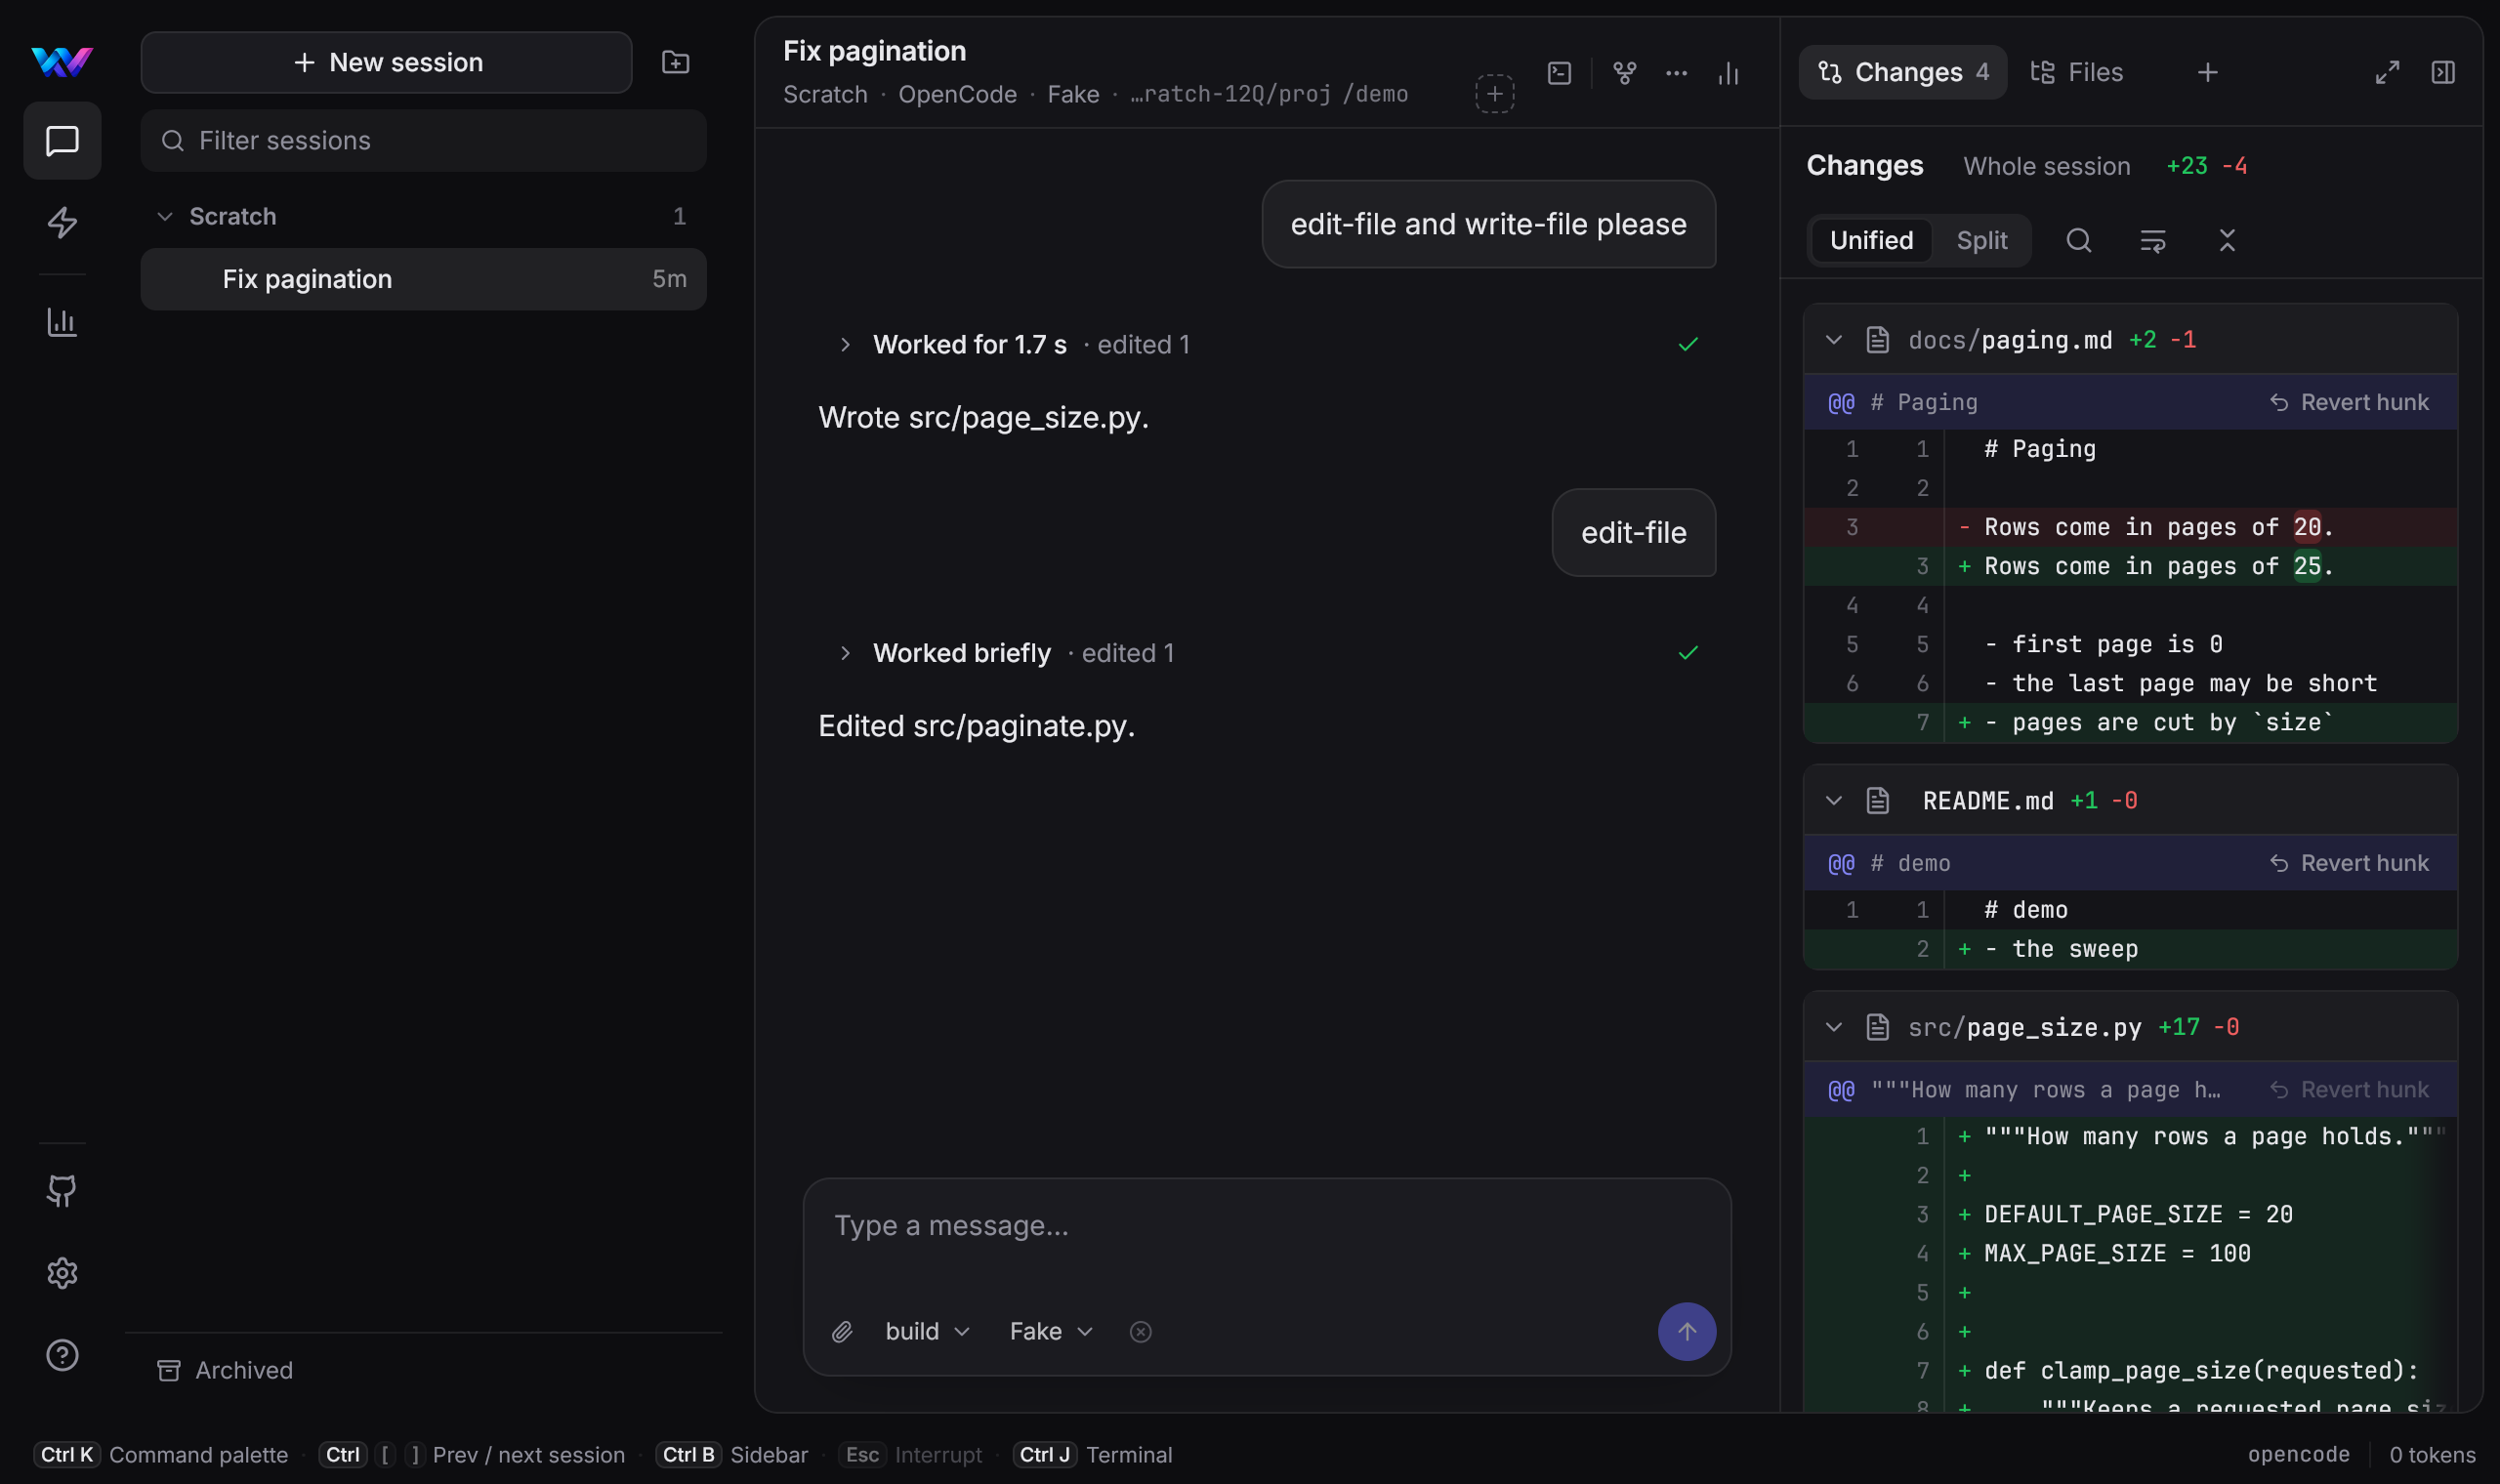 New session
Filter sessions
Scratch 1
Fix pagination 5m
Archived
Fix pagination
Scratch · OpenCode · Fake · …ratch-12Q/proj /demo
edit-file and write-file please
Worked for 1.7 s · edited 1
Wrote src/page_size.py.
edit-file
Worked briefly · edited 1
Edited src/paginate.py.
Type a message...
build Fake
Changes 4 Files
Changes Whole session +23 -4
Unified Split
docs/paging.md +2 -1
@@ # Paging Revert hunk
1 1 # Paging
2 2
3 - Rows come in pages of 20.
3 + Rows come in pages of 25.
4 4
5 5 - first page is 0
6 6 - the last page may be short
7 + - pages are cut by `size`
README.md +1 -0
@@ # demo Revert hunk
1 1 # demo
2 + - the sweep
src/page_size.py +17 -0
@@ """How many rows a page h… Revert hunk
1 + """How many rows a page holds."""
2 +
3 + DEFAULT_PAGE_SIZE = 20
4 + MAX_PAGE_SIZE = 100
5 +
6 +
7 + def clamp_page_size(requested):
8 + """Keeps a requested page siz
Ctrl K Command palette · Ctrl [ ] Prev / next session · Ctrl B Sidebar · Esc Interrupt · Ctrl J Terminal
opencode 0 tokens